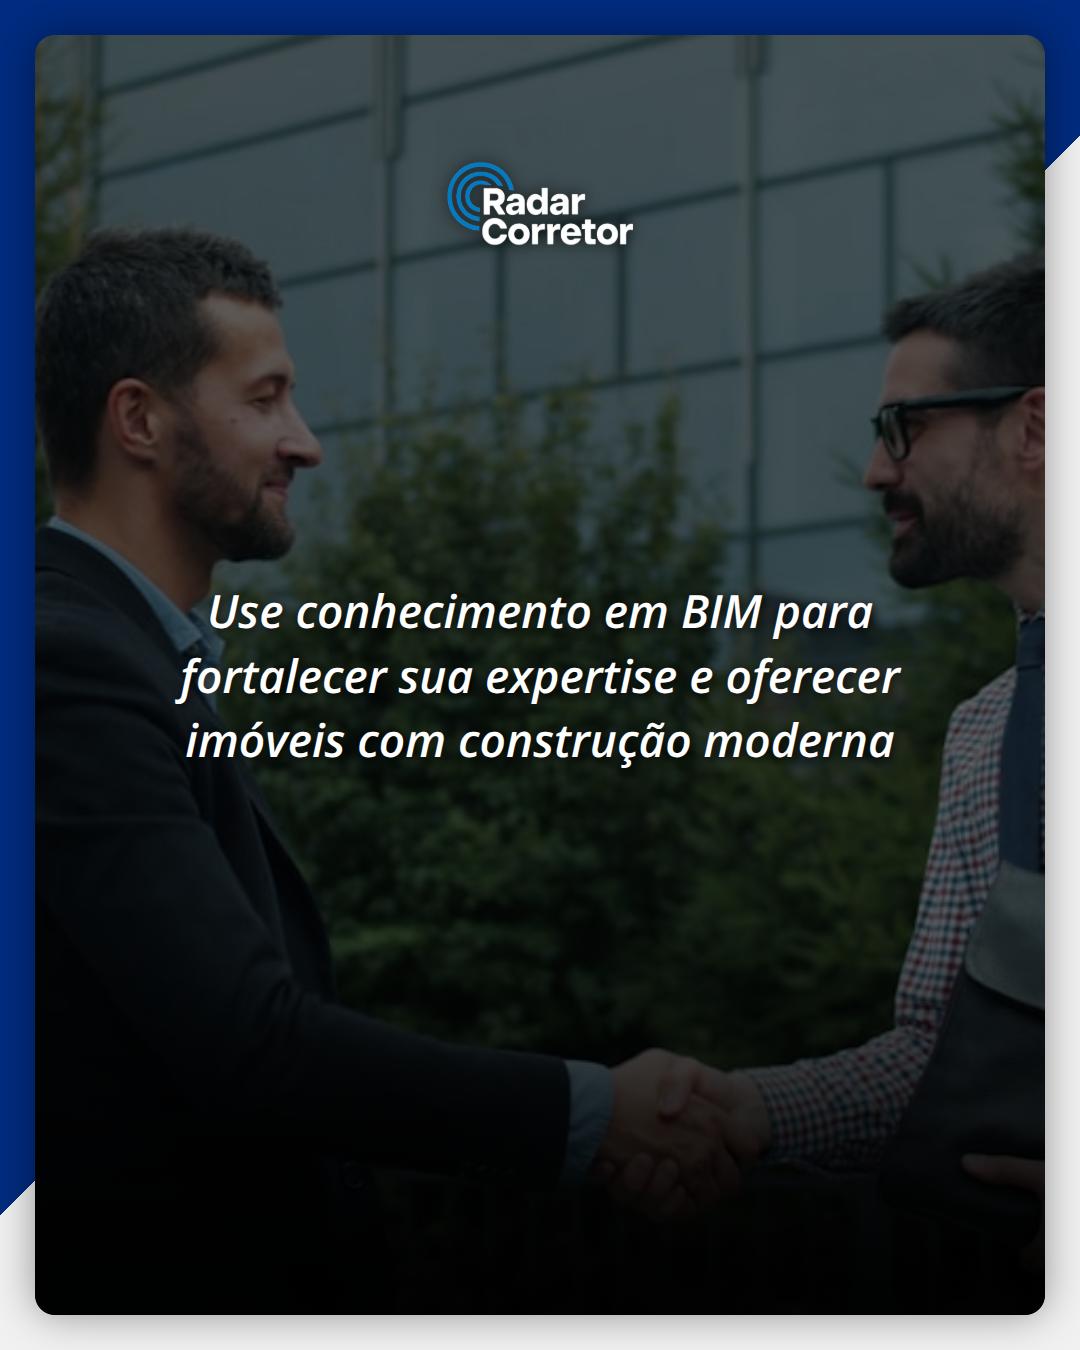 Radar
Corretor
Use conhecimento em BIM para
fortalecer sua expertise e oferecer
imóveis com construção moderna